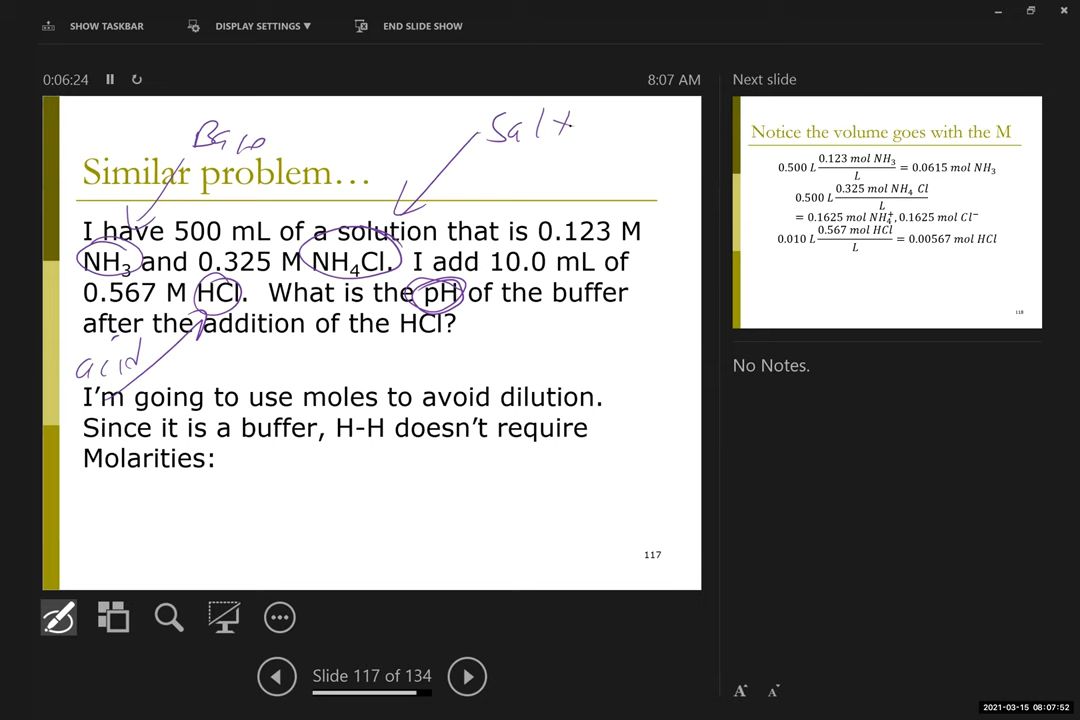 SHOW TASKBAR
DISPLAY SETTINGS ▼
END SLIDE SHOW
0:06:24
8:07 AM
Next slide
Base
Salt
Similar problem…
I have 500 mL of a solution that is 0.123 M
NH₃ and 0.325 M NH₄Cl. I add 10.0 mL of
0.567 M HCl. What is the pH of the buffer
after the addition of the HCl?
acid
I’m going to use moles to avoid dilution.
Since it is a buffer, H-H doesn’t require
Molarities:
117
Notice the volume goes with the M
0.500 L 0.123 mol NH₃ / L = 0.0615 mol NH₃
0.500 L 0.325 mol NH₄ Cl / L
= 0.1625 mol NH₄⁺, 0.1625 mol Cl⁻
0.010 L 0.567 mol HCl / L = 0.00567 mol HCl
118
No Notes.
Slide 117 of 134
A A
2021-03-15 08:07:52